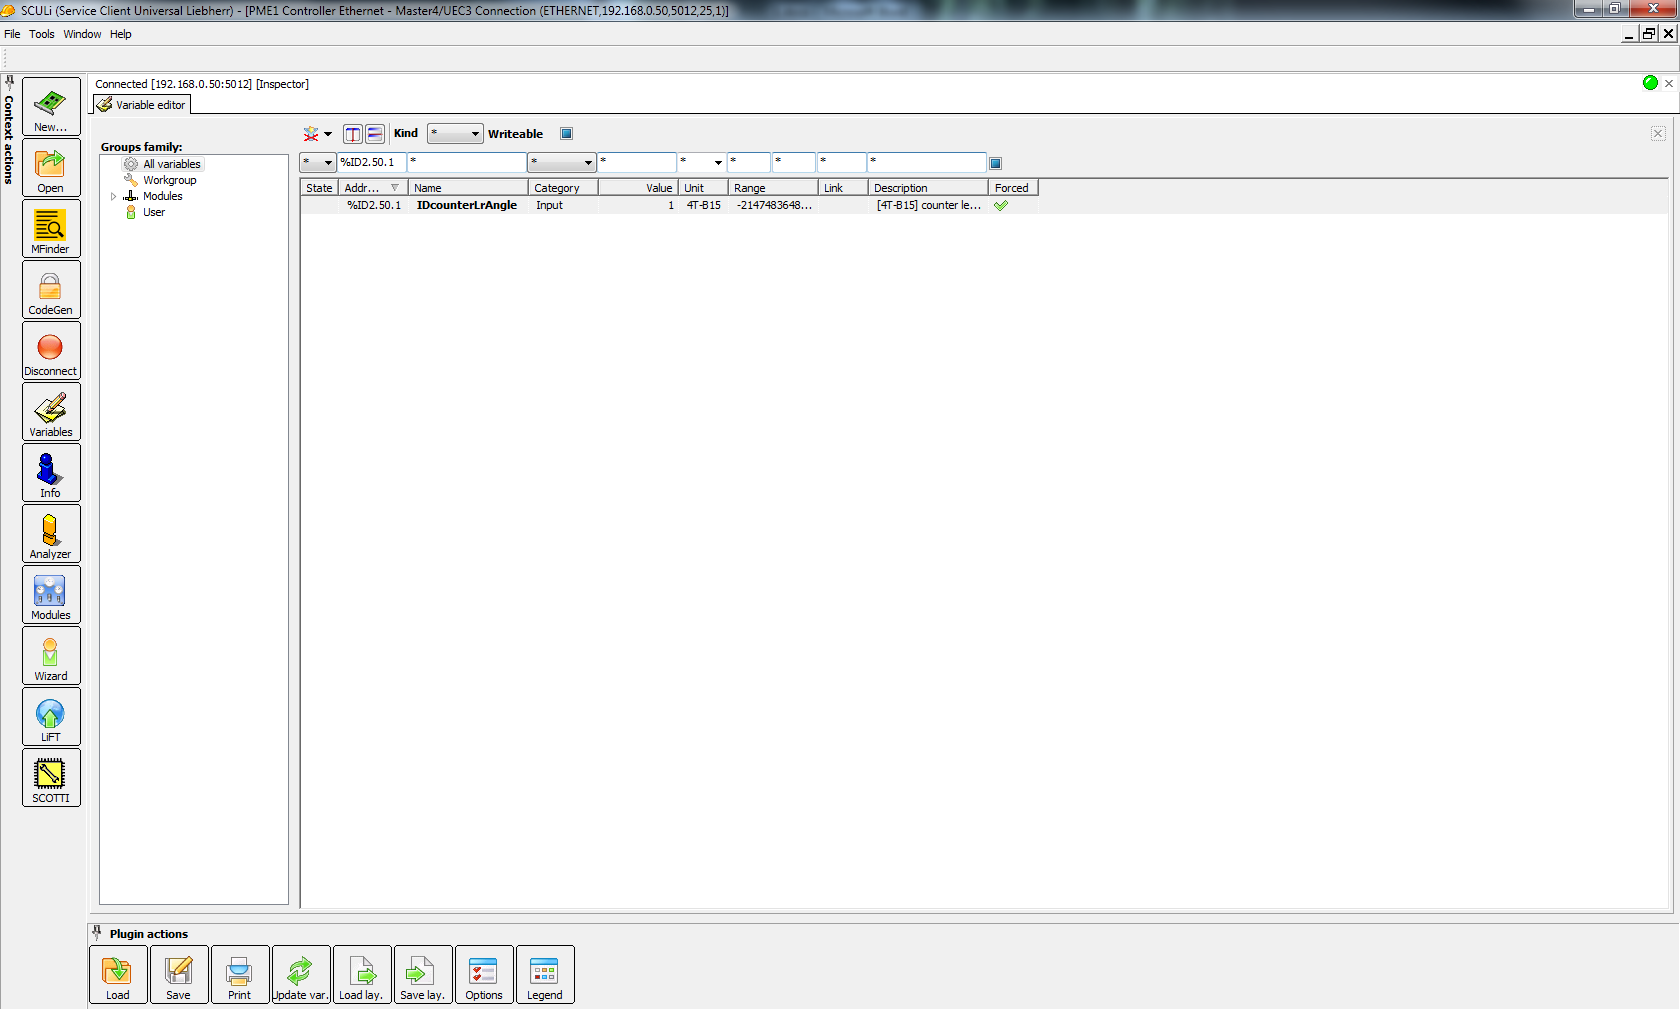 SCULi (Service Client Universal Liebherr) - [PME1 Controller Ethernet - Master4/UEC3 Connection (ETHERNET,192.168.0.50,5012,25,1)]
File Tools Window Help
Context actions
Connected [192.168.0.50:5012] [Inspector]
Variable editor
New...
Open
MFinder
CodeGen
Disconnect
Variables
Info
Analyzer
Modules
Wizard
LiFT
SCOTTI
Groups family:
All variables
Workgroup
Modules
User
Kind * Writeable
* %ID2.50.1 * * * * * * * *
State Addr... Name Category Value Unit Range Link Description Forced
%ID2.50.1 IDcounterLrAngle Input 1 4T-B15 -2147483648... [4T-B15] counter le...
Plugin actions
Load Save Print Update var. Load lay. Save lay. Options Legend